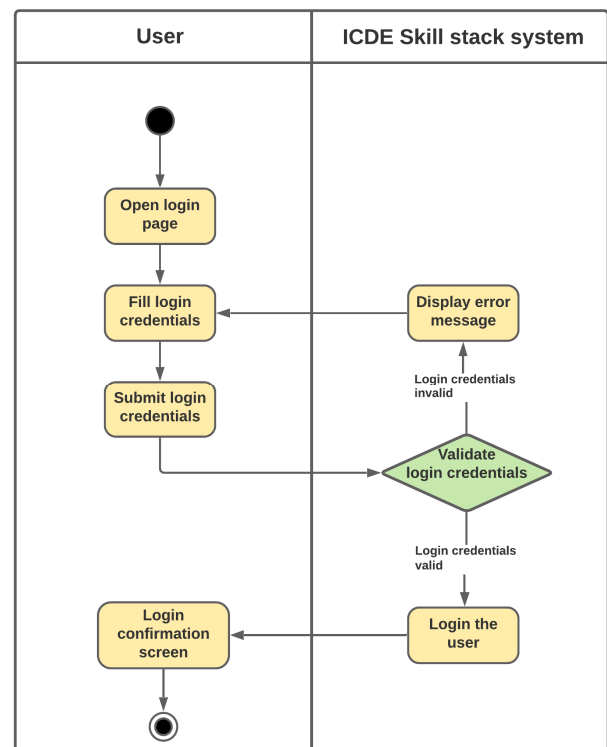 User
ICDE Skill stack system
Open login
page
Fill login
credentials
Display error
message
Submit login
credentials
Login credentials
invalid
Validate
login credentials
Login credentials
valid
Login
confirmation
screen
Login the
user